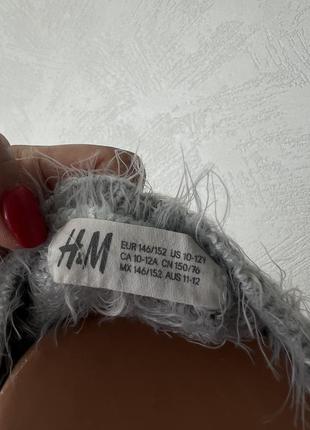 H&M
EUR 146/152 US 10-12Y
CA 10-12A CN 150/76
MX 146/152 AUS 11-12